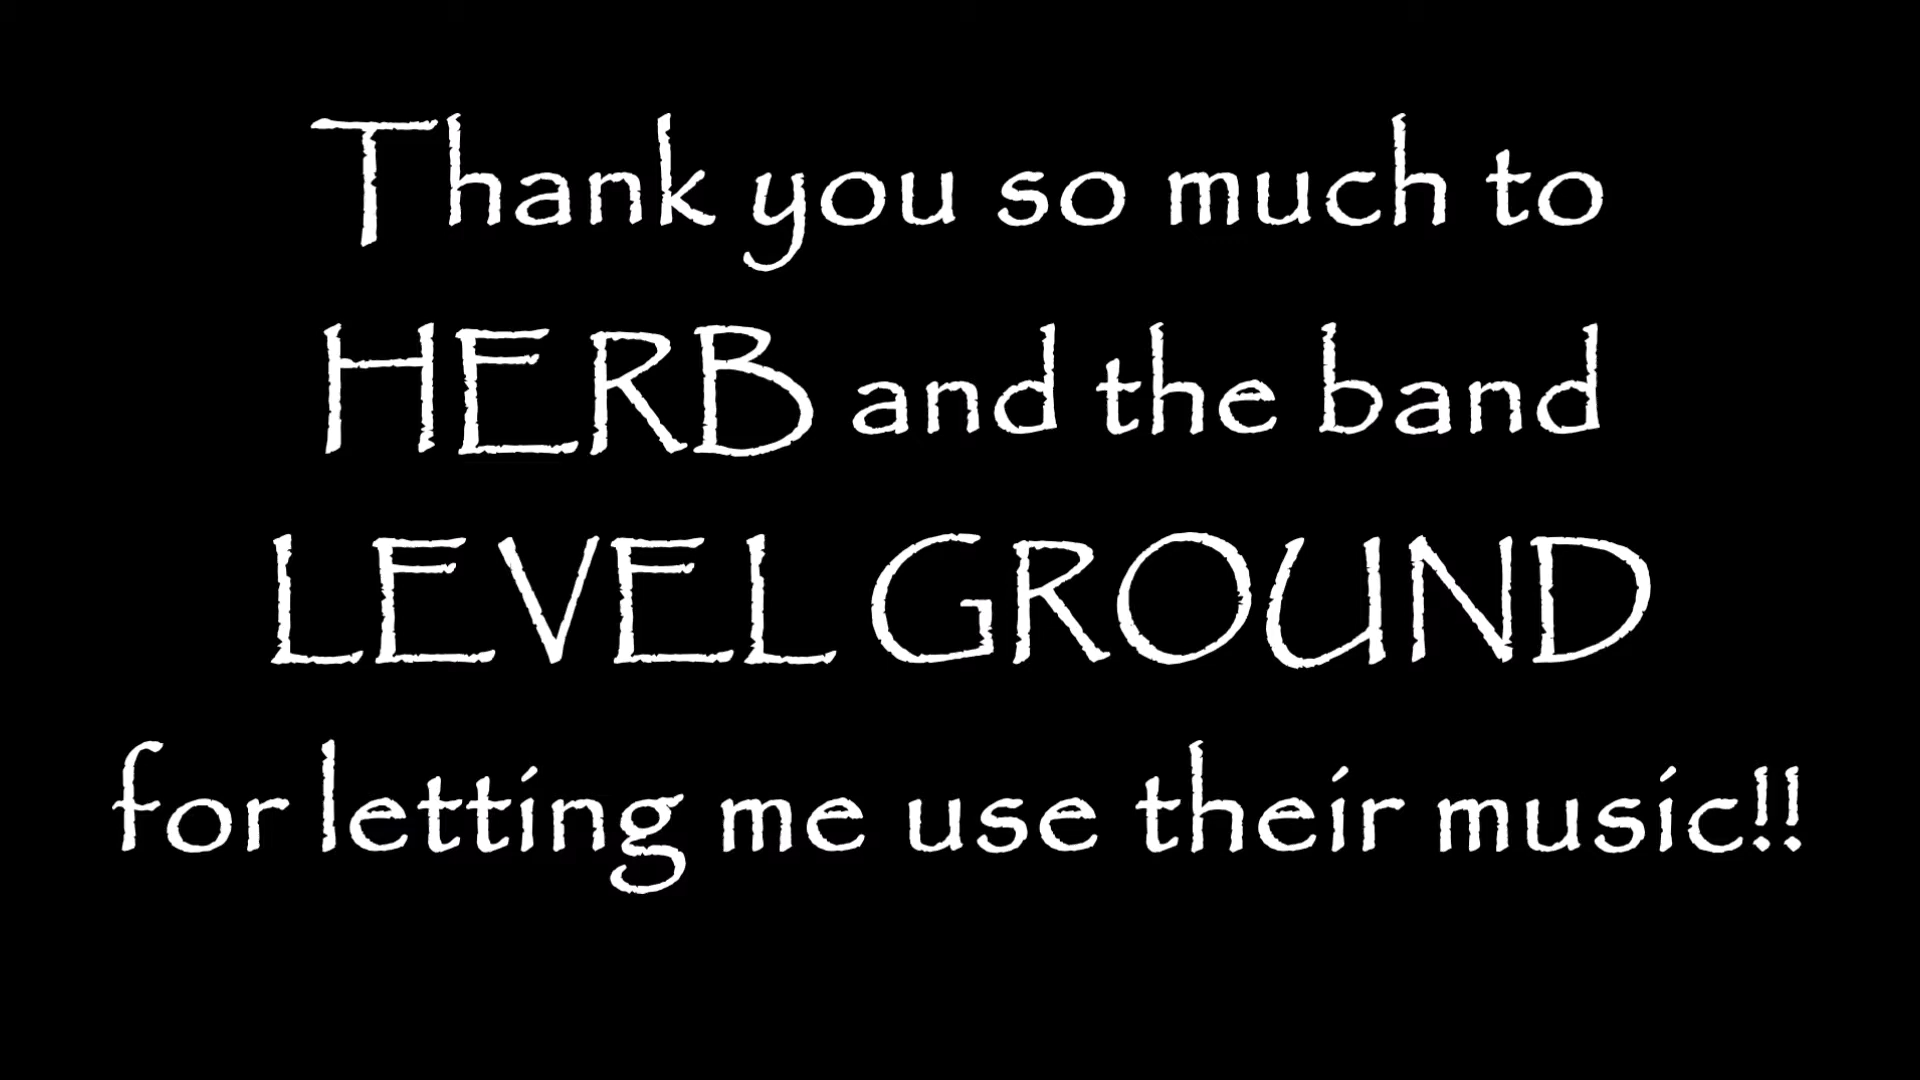 Thank you so much to
HERB and the band
LEVEL GROUND
for letting me use their music!!